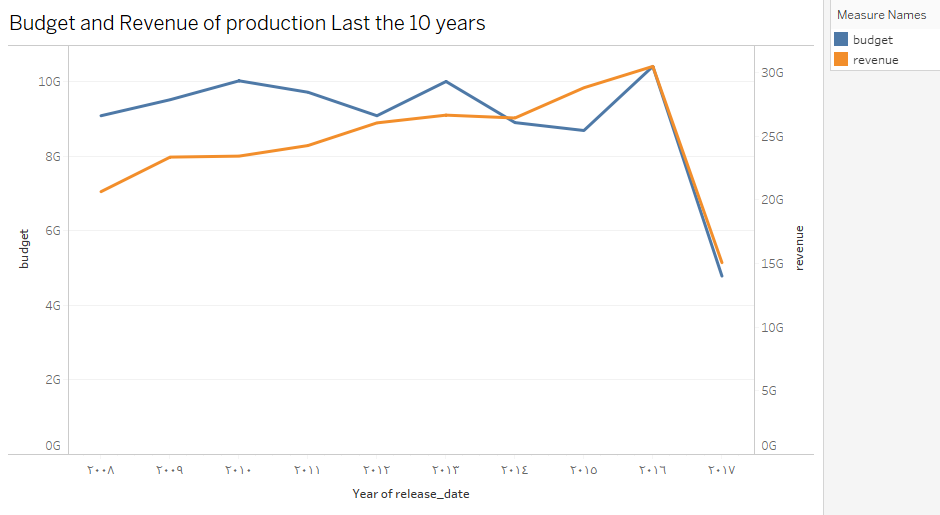 Budget and Revenue of production Last the 10 years
Measure Names
budget
revenue
10G
8G
6G
4G
2G
0G
budget
30G
25G
20G
15G
10G
5G
0G
revenue
٢٠٠٨ ٢٠٠٩ ٢٠١٠ ٢٠١١ ٢٠١٢ ٢٠١٣ ٢٠١٤ ٢٠١٥ ٢٠١٦ ٢٠١٧
Year of release_date